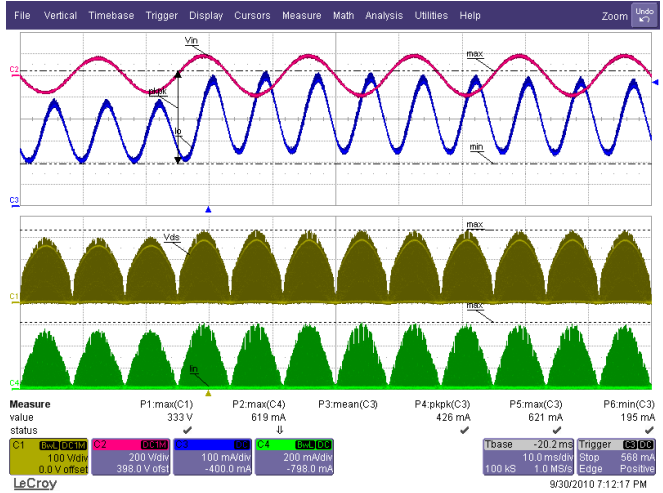 File Vertical Timebase Trigger Display Cursors Measure Math Analysis Utilities Help Zoom Undo
Vin
max
C2
pkpk
Io
min
C3
max
Vds
C1
max
Iin
C4
Measure P1:max(C1) P2:max(C4) P3:mean(C3) P4:pkpk(C3) P5:max(C3) P6:min(C3)
value 333 V 619 mA 426 mA 621 mA 195 mA
status
C1 BwL DC1M C2 DC1M C3 DC C4 BwL DC Tbase -20.2 ms Trigger C3 DC
100 V/div 200 V/div 100 mA/div 200 mA/div 10.0 ms/div Stop 568 mA
0.0 V offset 398.0 V ofst -400.0 mA -798.0 mA 100 kS 1.0 MS/s Edge Positive
LeCroy 9/30/2010 7:12:17 PM